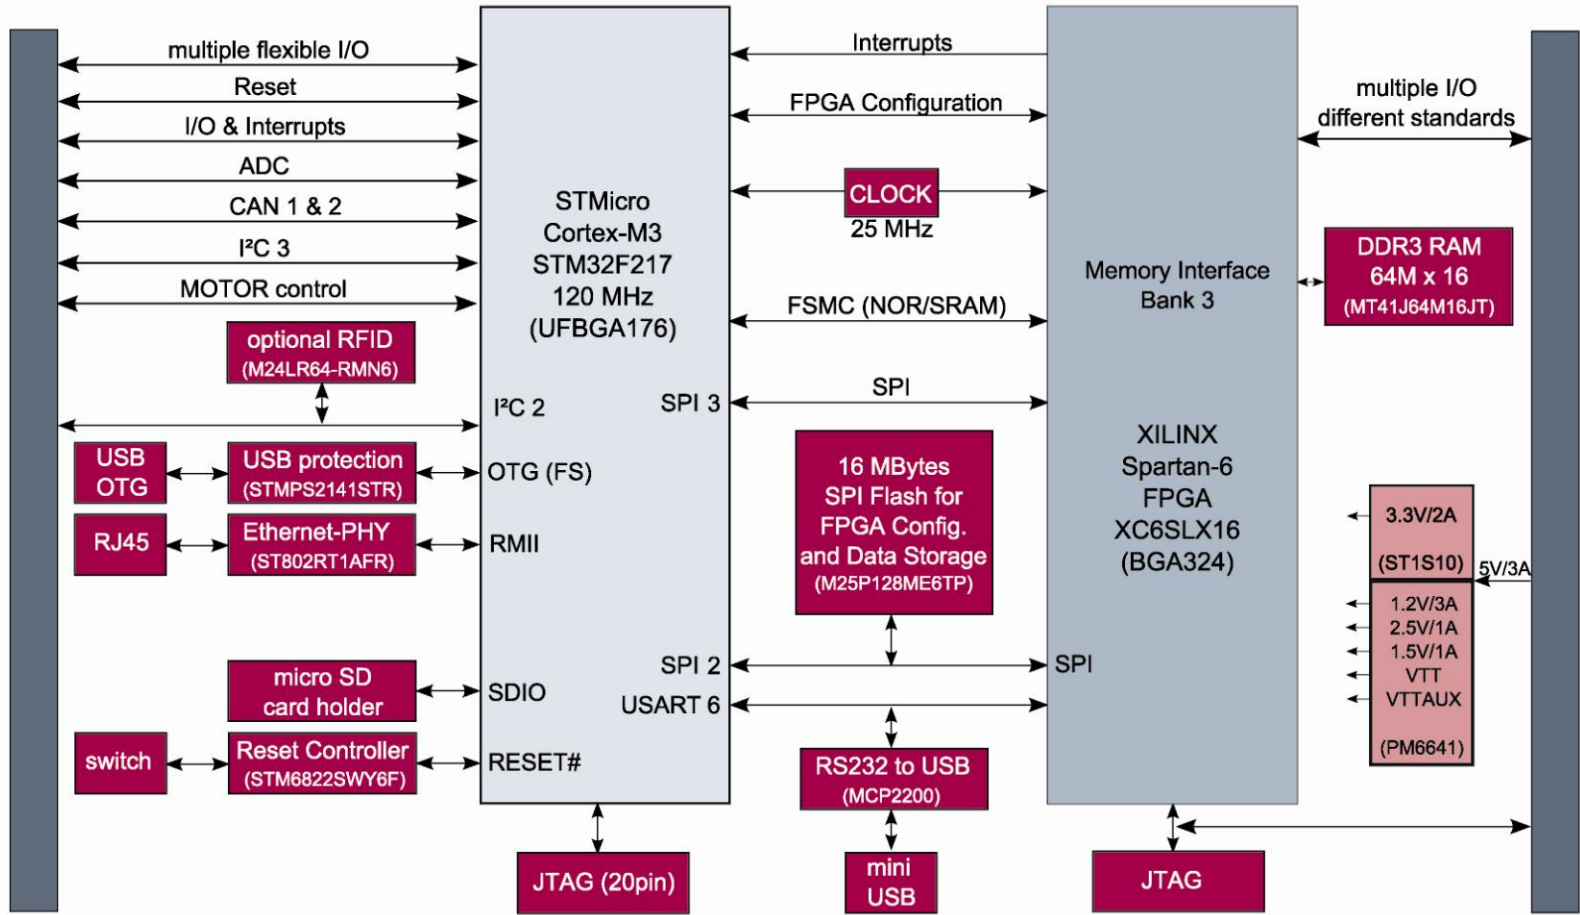 multiple flexible I/O
Reset
I/O & Interrupts
ADC
CAN 1 & 2
I²C 3
MOTOR control
optional RFID
(M24LR64-RMN6)
I²C 2
USB
OTG
USB protection
(STMPS2141STR)
OTG (FS)
RJ45
Ethernet-PHY
(ST802RT1AFR)
RMII
micro SD
card holder
SDIO
switch
Reset Controller
(STM6822SWY6F)
RESET#
STMicro
Cortex-M3
STM32F217
120 MHz
(UFBGA176)
SPI 3
SPI 2
USART 6
JTAG (20pin)
Interrupts
FPGA Configuration
CLOCK
25 MHz
FSMC (NOR/SRAM)
SPI
16 MBytes
SPI Flash for
FPGA Config.
and Data Storage
(M25P128ME6TP)
RS232 to USB
(MCP2200)
mini
USB
Memory Interface
Bank 3
XILINX
Spartan-6
FPGA
XC6SLX16
(BGA324)
SPI
JTAG
multiple I/O
different standards
DDR3 RAM
64M x 16
(MT41J64M16JT)
3.3V/2A
(ST1S10)
5V/3A
1.2V/3A
2.5V/1A
1.5V/1A
VTT
VTTAUX
(PM6641)